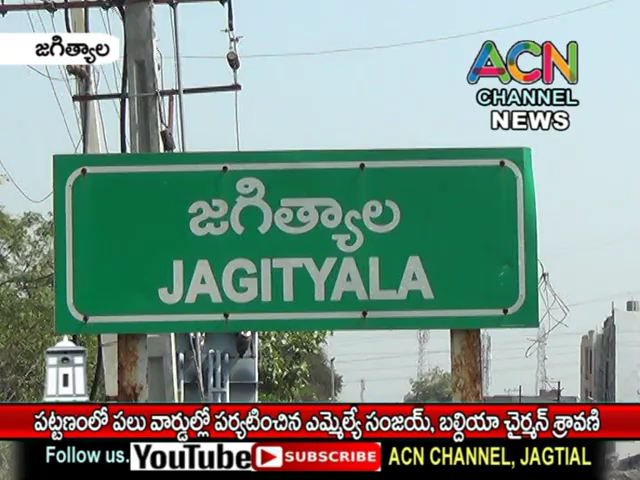 జగిత్యాల
ACN
CHANNEL
NEWS
జగిత్యాల
JAGITYALA
పట్టణంలో పలు వార్డుల్లో పర్యటించిన ఎమ్మెల్యే సంజయ్, బల్దియా చైర్మన్ శ్రావణి
Follow us. YouTube SUBSCRIBE ACN CHANNEL, JAGTIAL